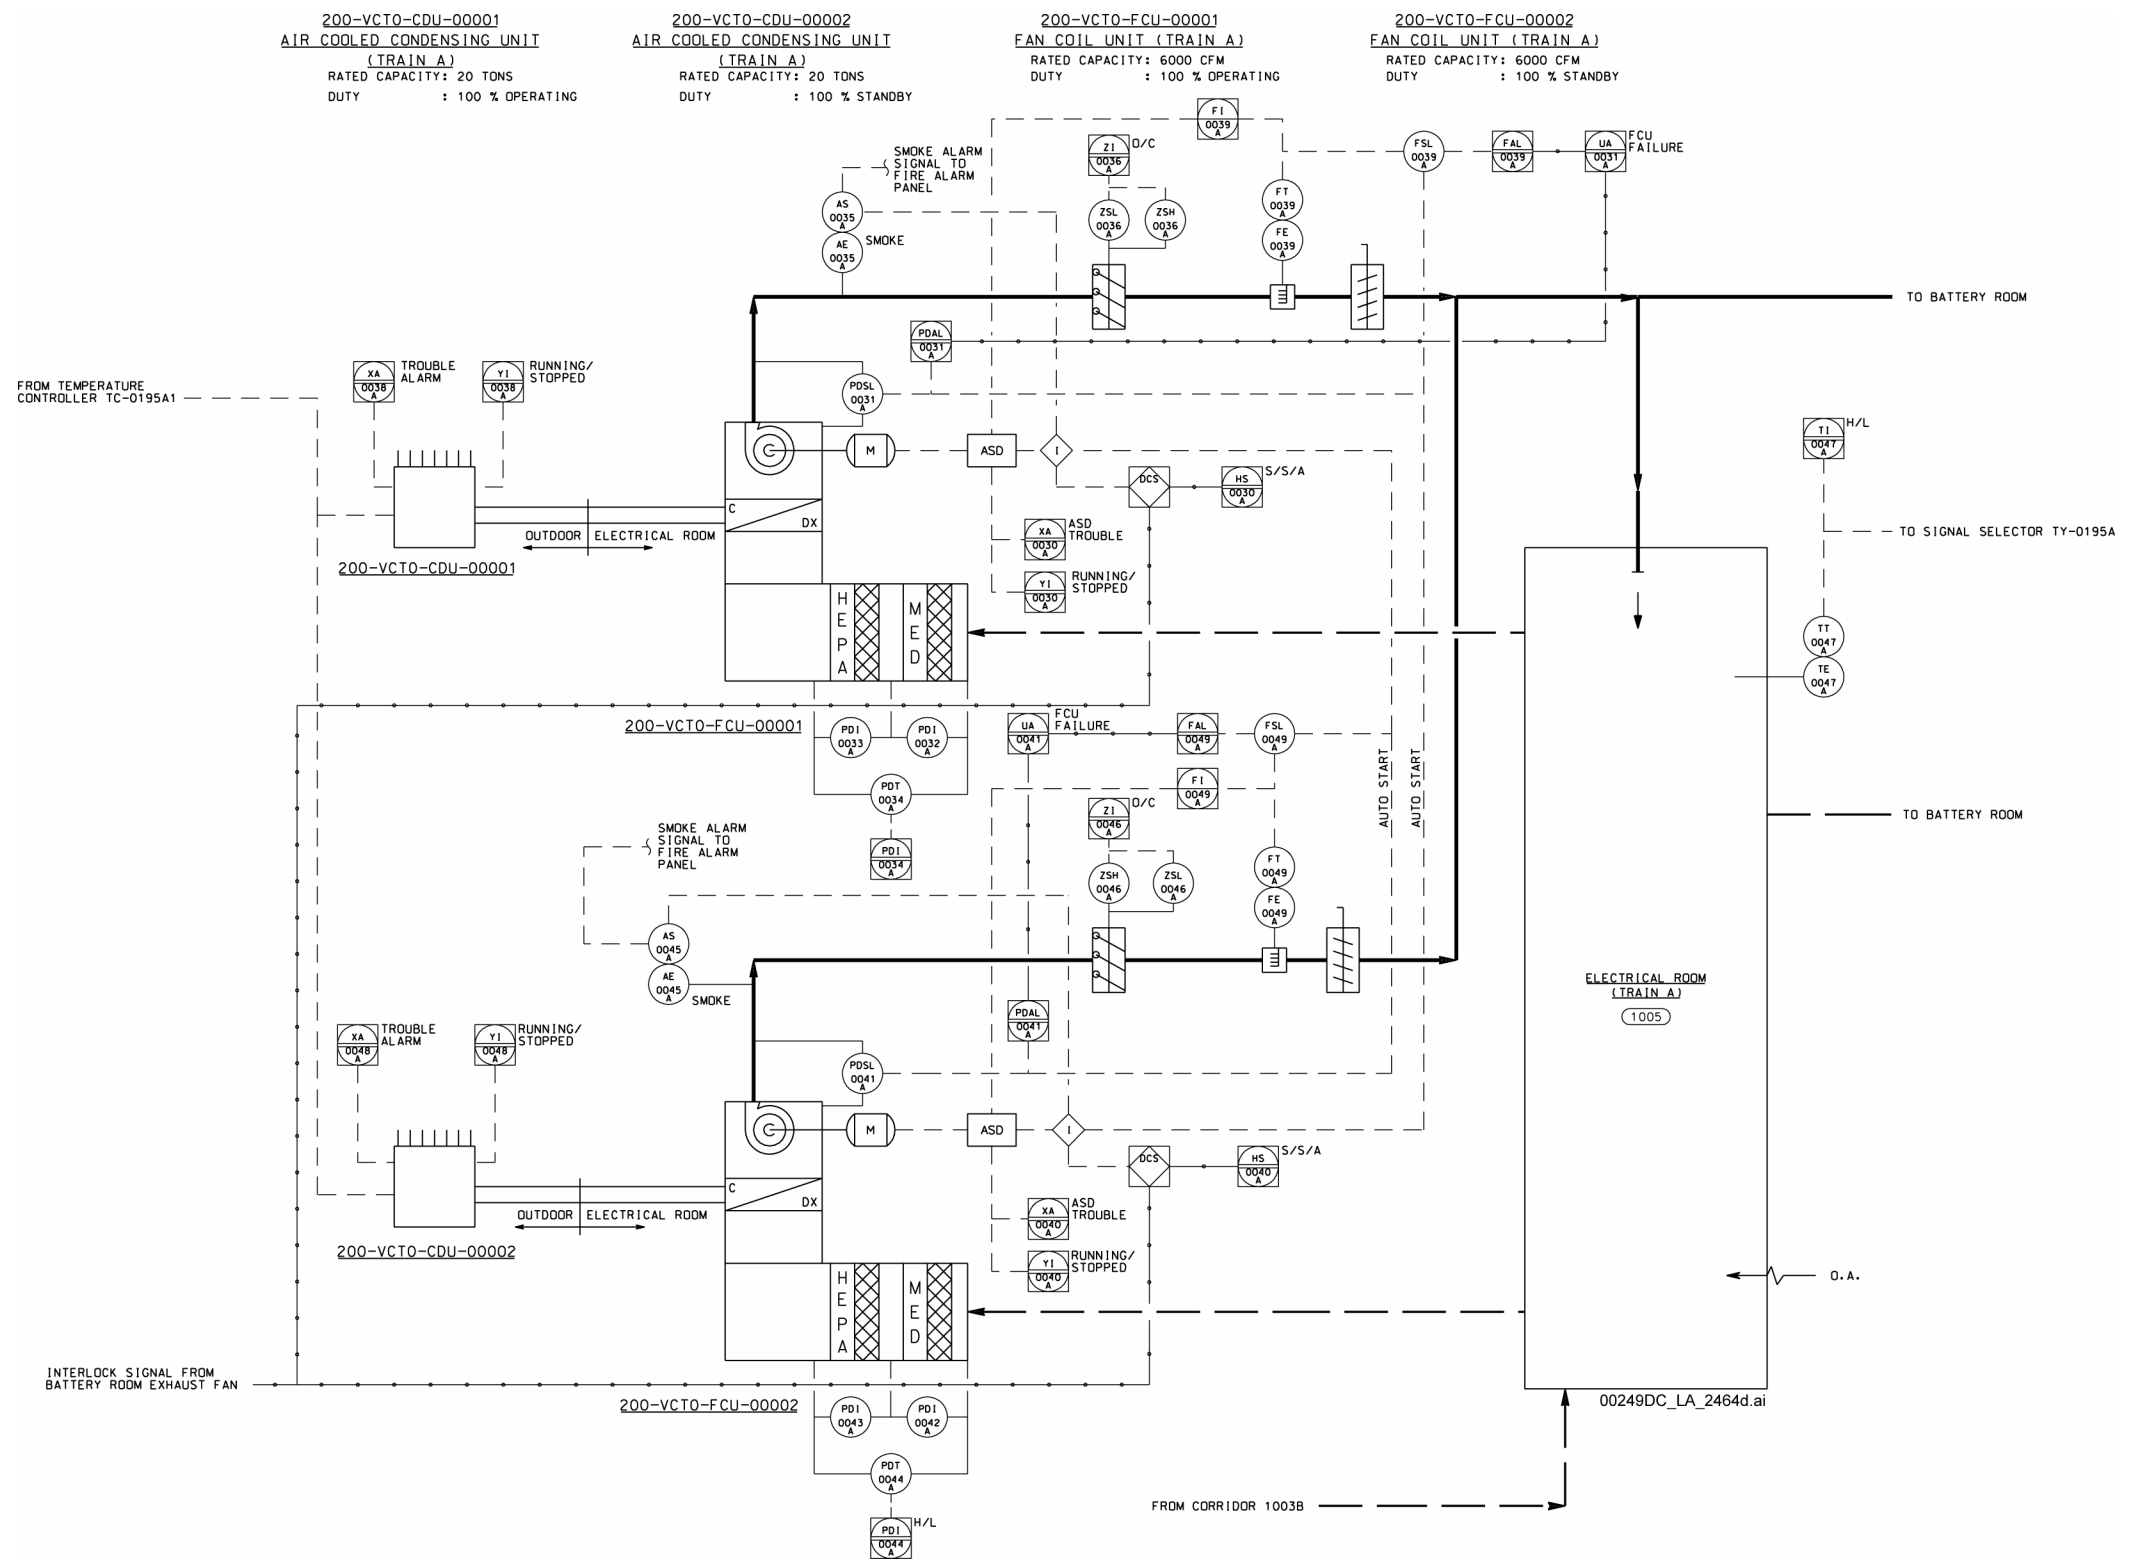 200-VCTO-CDU-00001
AIR COOLED CONDENSING UNIT
(TRAIN A)
RATED CAPACITY: 20 TONS
DUTY : 100 % OPERATING
200-VCTO-CDU-00002
AIR COOLED CONDENSING UNIT
(TRAIN A)
RATED CAPACITY: 20 TONS
DUTY : 100 % STANDBY
200-VCTO-FCU-00001
FAN COIL UNIT (TRAIN A)
RATED CAPACITY: 6000 CFM
DUTY : 100 % OPERATING
200-VCTO-FCU-00002
FAN COIL UNIT (TRAIN A)
RATED CAPACITY: 6000 CFM
DUTY : 100 % STANDBY
FI
0039
A
ZI
0036
A
O/C
FSL
0039
A
FAL
0039
A
UA
0031
A
FCU
FAILURE
SMOKE ALARM
SIGNAL TO
FIRE ALARM
PANEL
AS
0035
A
AE
0035
A
SMOKE
ZSL
0036
A
ZSH
0036
A
FT
0039
A
FE
0039
A
TO BATTERY ROOM
PDAL
0031
A
FROM TEMPERATURE
CONTROLLER TC-0195A1
XA
0038
A
TROUBLE
ALARM
YI
0038
A
RUNNING/
STOPPED
PDSL
0031
A
M
ASD
I
DCS
HS
0030
A
S/S/A
TI
0047
A
H/L
C
DX
OUTDOOR
ELECTRICAL ROOM
200-VCTO-CDU-00001
XA
0030
A
ASD
TROUBLE
YI
0030
A
RUNNING/
STOPPED
TO SIGNAL SELECTOR TY-0195A
HEPA
MED
TT
0047
A
TE
0047
A
200-VCTO-FCU-00001
PDI
0033
A
PDI
0032
A
PDT
0034
A
PDI
0034
A
UA
0041
A
FCU
FAILURE
FAL
0049
A
FSL
0049
A
FI
0049
A
AUTO START
AUTO START
ZI
0046
A
O/C
TO BATTERY ROOM
SMOKE ALARM
SIGNAL TO
FIRE ALARM
PANEL
ZSH
0046
A
ZSL
0046
A
FT
0049
A
FE
0049
A
AS
0045
A
AE
0045
A
SMOKE
ELECTRICAL ROOM
(TRAIN A)
1005
PDAL
0041
A
XA
0048
A
TROUBLE
ALARM
YI
0048
A
RUNNING/
STOPPED
PDSL
0041
A
M
ASD
I
DCS
HS
0040
A
S/S/A
C
DX
OUTDOOR
ELECTRICAL ROOM
200-VCTO-CDU-00002
XA
0040
A
ASD
TROUBLE
YI
0040
A
RUNNING/
STOPPED
HEPA
MED
O.A.
INTERLOCK SIGNAL FROM
BATTERY ROOM EXHAUST FAN
200-VCTO-FCU-00002
PDI
0043
A
PDI
0042
A
PDT
0044
A
PDI
0044
A
H/L
00249DC_LA_2464d.ai
FROM CORRIDOR 1003B